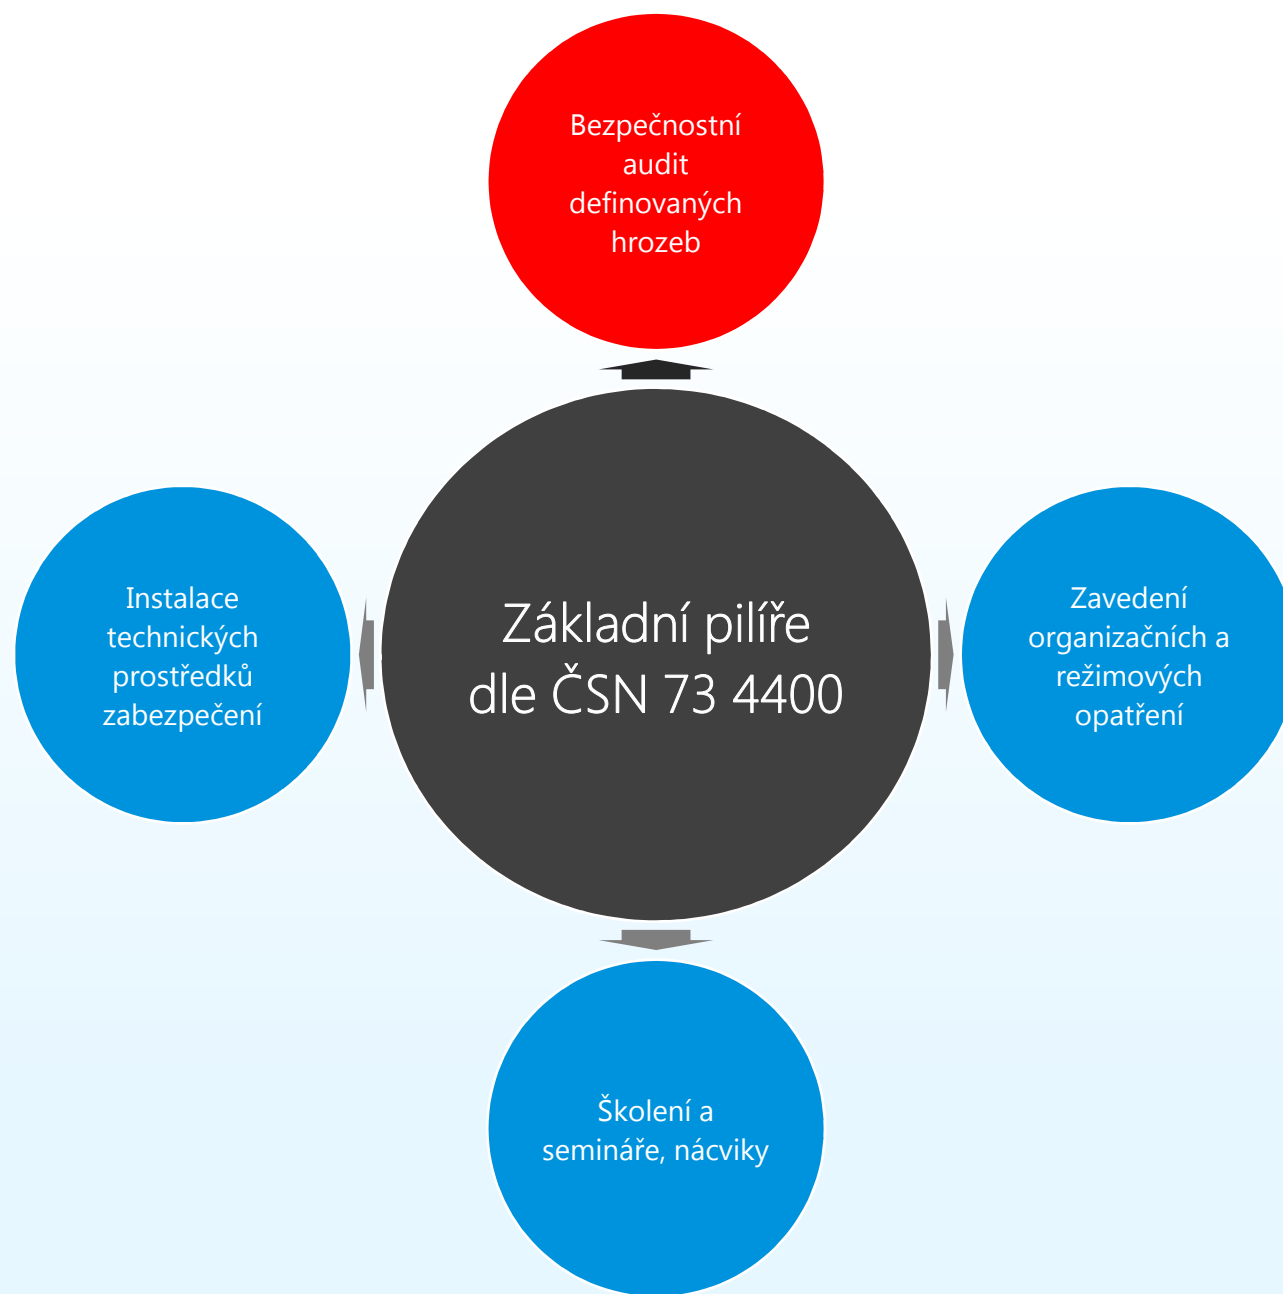 Bezpečnostní
audit
definovaných
hrozeb
Instalace
technických
prostředků
zabezpečení
Základní pilíře
dle ČSN 73 4400
Zavedení
organizačních a
režimových
opatření
Školení a
semináře, nácviky